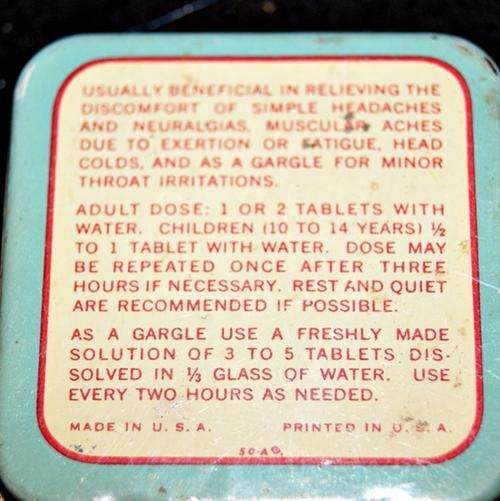 USUALLY BENEFICIAL IN RELIEVING THE
DISCOMFORT OF SIMPLE HEADACHES
AND NEURALGIAS, MUSCULAR ACHES
DUE TO EXERTION OR FATIGUE, HEAD
COLDS, AND AS A GARGLE FOR MINOR
THROAT IRRITATIONS.
ADULT DOSE: 1 OR 2 TABLETS WITH
WATER. CHILDREN (10 TO 14 YEARS) ½
TO 1 TABLET WITH WATER. DOSE MAY
BE REPEATED ONCE AFTER THREE
HOURS IF NECESSARY. REST AND QUIET
ARE RECOMMENDED IF POSSIBLE.
AS A GARGLE USE A FRESHLY MADE
SOLUTION OF 3 TO 5 TABLETS DIS-
SOLVED IN ⅓ GLASS OF WATER. USE
EVERY TWO HOURS AS NEEDED.
MADE IN U.S.A. PRINTED IN U.S.A.